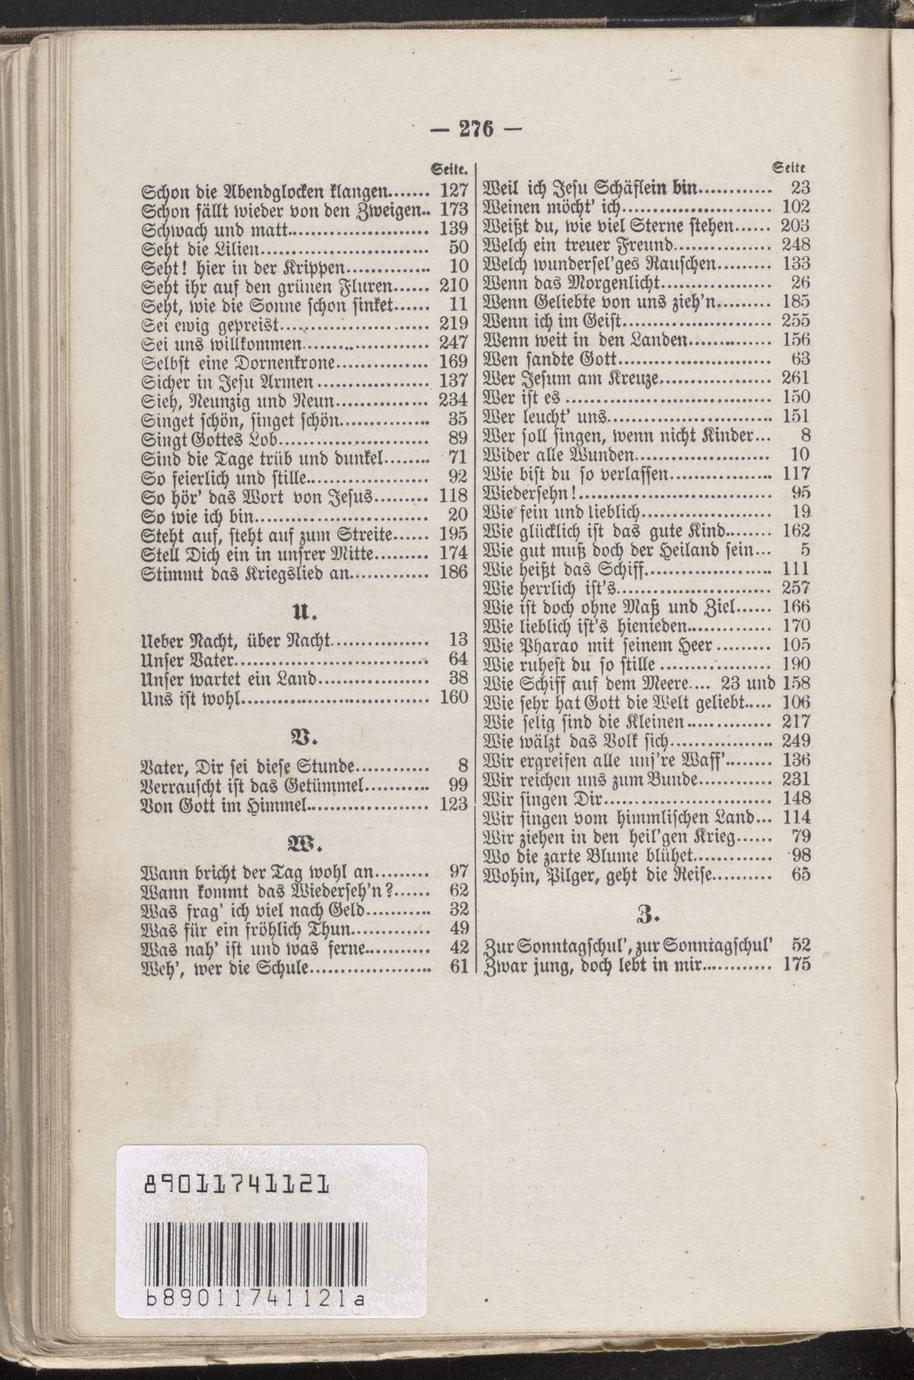 — 276 —
Seite.
Schon die Abendglocken klangen....... 127
Schon fällt wieder von den Zweigen.. 173
Schwach und matt...................... 139
Seht die Lilien.......................... 50
Seht! hier in der Krippen............. 10
Seht ihr auf den grünen Fluren...... 210
Seht, wie die Sonne schon sinket...... 11
Sei ewig gepreist....................... 219
Sei uns willkommen................... 247
Selbst eine Dornenkrone.............. 169
Sicher in Jesu Armen ................. 137
Sieh, Neunzig und Neun.............. 234
Singet schön, singet schön.............. 35
Singt Gottes Lob....................... 89
Sind die Tage trüb und dunkel........ 71
So feierlich und stille................... 92
So hör' das Wort von Jesus......... 118
So wie ich bin........................... 20
Steht auf, steht auf zum Streite...... 195
Stell Dich ein in unsrer Mitte......... 174
Stimmt das Kriegslied an............ 186
U.
Ueber Nacht, über Nacht............... 13
Unser Vater.............................. 64
Unser wartet ein Land................. 38
Uns ist wohl............................. 160
V.
Vater, Dir sei diese Stunde........... 8
Verrauscht ist das Getümmel.......... 99
Von Gott im Himmel.................. 123
W.
Wann bricht der Tag wohl an......... 97
Wann kommt das Wiederseh'n?...... 62
Was frag' ich viel nach Geld.......... 32
Was für ein fröhlich Thun............ 49
Was nah' ist und was ferne.......... 42
Weh', wer die Schule................... 61
Seite
Weil ich Jesu Schäflein bin............ 23
Weinen möcht' ich....................... 102
Weißt du, wie viel Sterne stehen...... 203
Welch ein treuer Freund............... 248
Welch wundersel'ges Rauschen......... 133
Wenn das Morgenlicht................. 26
Wenn Geliebte von uns zieh'n......... 185
Wenn ich im Geist....................... 255
Wenn weit in den Landen............. 156
Wen sandte Gott........................ 63
Wer Jesum am Kreuze................. 261
Wer ist es ............................... 150
Wer leucht' uns.......................... 151
Wer soll singen, wenn nicht Kinder... 8
Wider alle Wunden..................... 10
Wie bist du so verlassen................ 117
Wiedersehn!.............................. 95
Wie fein und lieblich.................... 19
Wie glücklich ist das gute Kind....... 162
Wie gut muß doch der Heiland sein... 5
Wie heißt das Schiff.................... 111
Wie herrlich ist's........................ 257
Wie ist doch ohne Maß und Ziel...... 166
Wie lieblich ist's hienieden.............. 170
Wie Pharao mit seinem Heer ......... 105
Wie ruhest du so stille ................. 190
Wie Schiff auf dem Meere.... 23 und 158
Wie sehr hat Gott die Welt geliebt..... 106
Wie selig sind die Kleinen.............. 217
Wie wälzt das Volk sich................ 249
Wir ergreifen alle uns're Waff'........ 136
Wir reichen uns zum Bunde........... 231
Wir singen Dir.......................... 148
Wir singen vom himmlischen Land... 114
Wir ziehen in den heil'gen Krieg...... 79
Wo die zarte Blume blühet............ 98
Wohin, Pilger, geht die Reise.......... 65
Z.
Zur Sonntagschul', zur Sonntagschul' 52
Zwar jung, doch lebt in mir........... 175
89011741121
b89011741121a